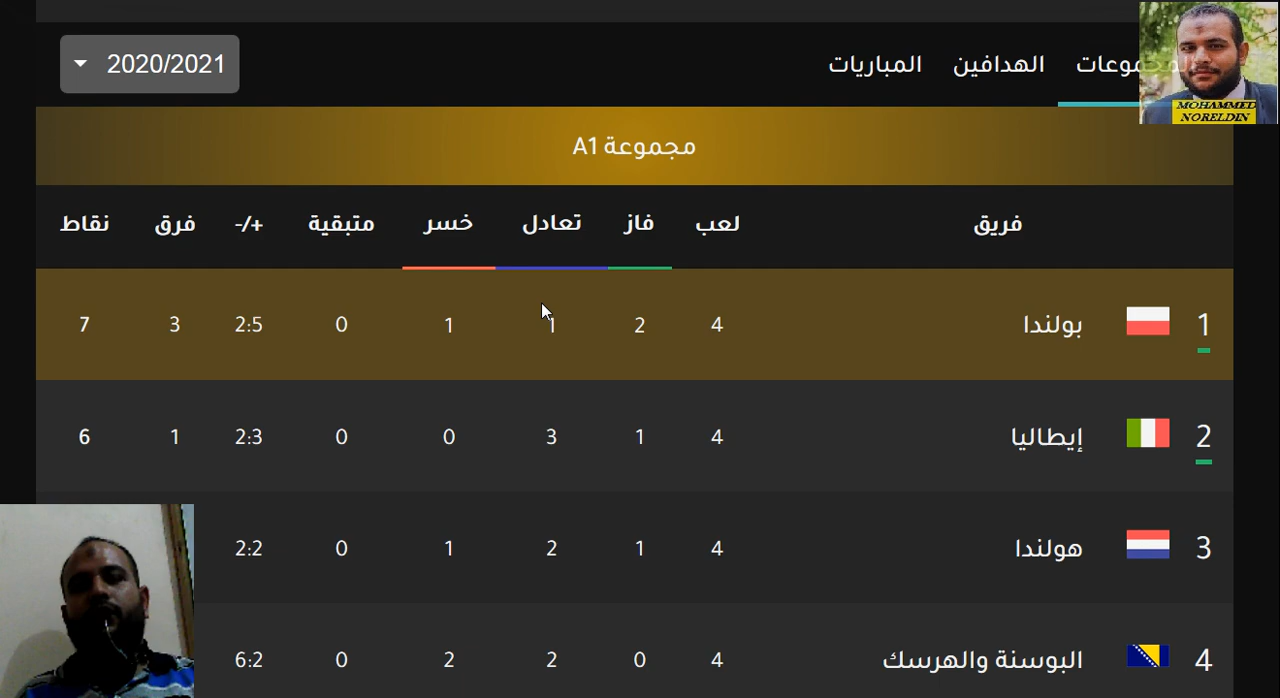 المجموعات الهدافين المباريات 2020/2021
MOHAMMED
NORELDIN
مجموعة A1
فريق لعب فاز تعادل خسر متبقية +/- فرق نقاط
1 بولندا 4 2 1 1 0 2:5 3 7
2 إيطاليا 4 1 3 0 0 2:3 1 6
3 هولندا 4 1 2 1 0 2:2
4 البوسنة والهرسك 4 0 2 2 0 6:2